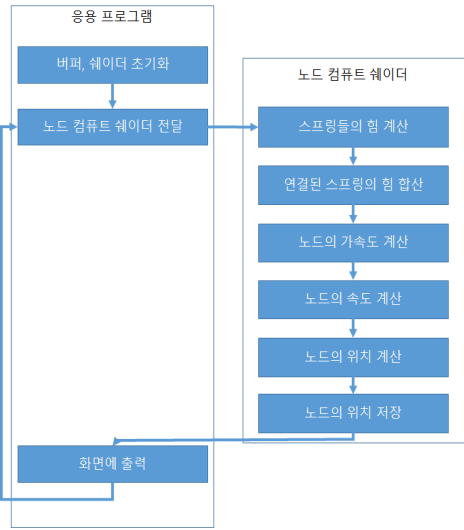 응용 프로그램
버퍼, 쉐이더 초기화
노드 컴퓨트 쉐이더 전달
화면에 출력
노드 컴퓨트 쉐이더
스프링들의 힘 계산
연결된 스프링의 힘 합산
노드의 가속도 계산
노드의 속도 계산
노드의 위치 계산
노드의 위치 저장